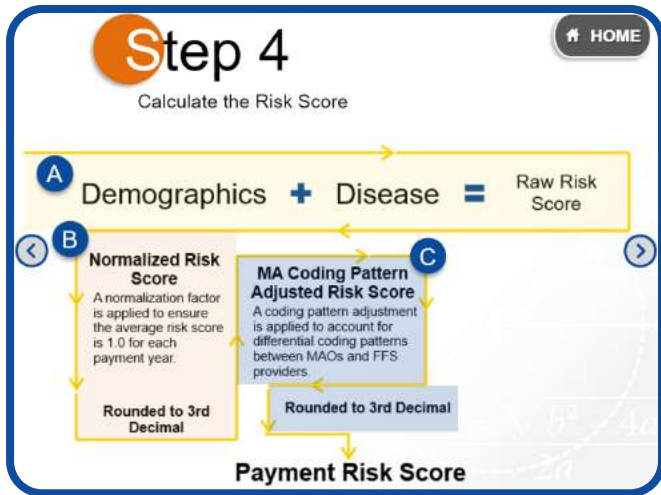 Step 4
HOME
Calculate the Risk Score
A
Demographics + Disease = Raw Risk Score
B
Normalized Risk
Score
A normalization factor
is applied to ensure
the average risk score
is 1.0 for each
payment year.
Rounded to 3rd
Decimal
C
MA Coding Pattern
Adjusted Risk Score
A coding pattern adjustment
is applied to account for
differential coding patterns
between MAOs and FFS
providers.
Rounded to 3rd Decimal
Payment Risk Score